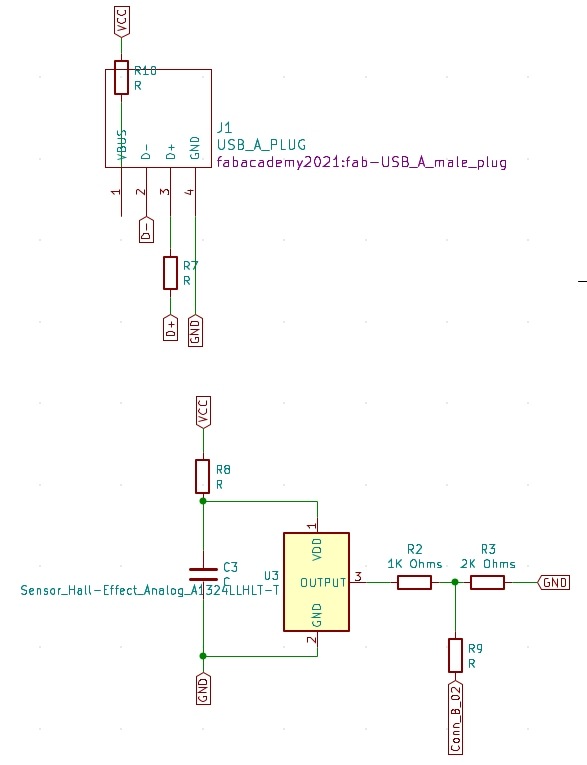 VCC
R10
R
VBUS
D-
D+
GND
J1
USB_A_PLUG
fabacademy2021:fab-USB_A_male_plug
1
2
3
4
D-
R7
R
D+
GND
VCC
R8
R
1
VDD
C3
C
U3
Sensor_Hall-Effect_Analog_A1324LLHLT-T
OUTPUT
3
GND
2
R2
1K Ohms
R3
2K Ohms
GND
R9
R
GND
Conn_B_02